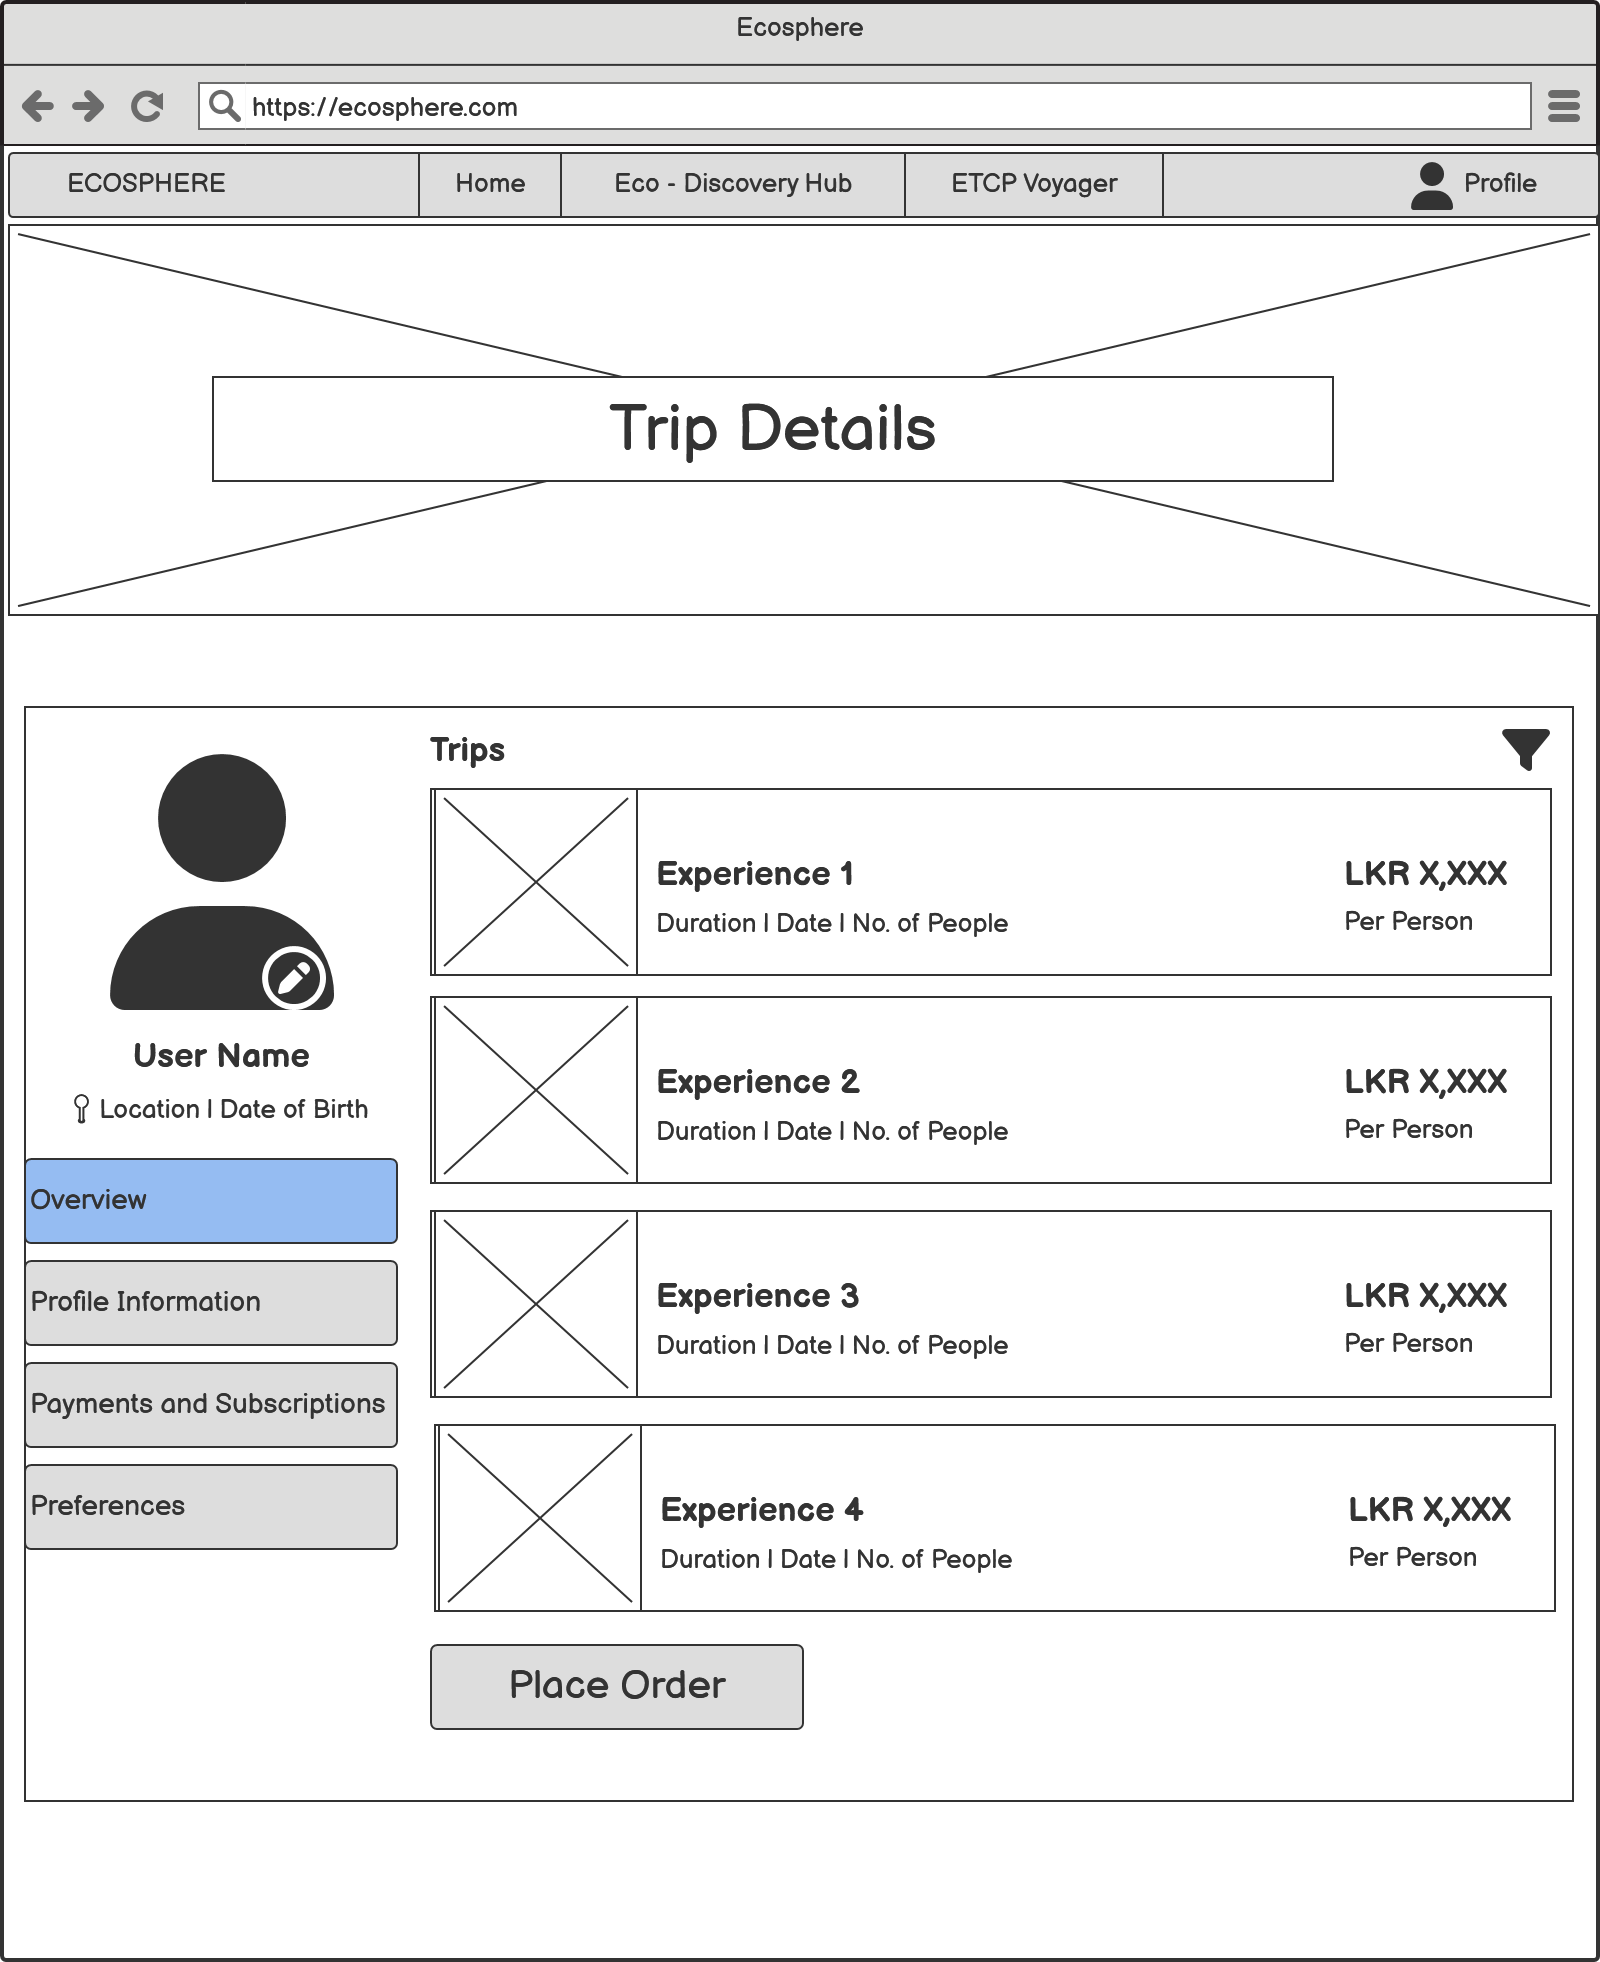 Ecosphere
https://ecosphere.com
ECOSPHERE
Home
Eco - Discovery Hub
ETCP Voyager
Profile
Trip Details
User Name
Location | Date of Birth
Overview
Profile Information
Payments and Subscriptions
Preferences
Trips
Experience 1
Duration | Date | No. of People
LKR X,XXX
Per Person
Experience 2
Duration | Date | No. of People
LKR X,XXX
Per Person
Experience 3
Duration | Date | No. of People
LKR X,XXX
Per Person
Experience 4
Duration | Date | No. of People
LKR X,XXX
Per Person
Place Order